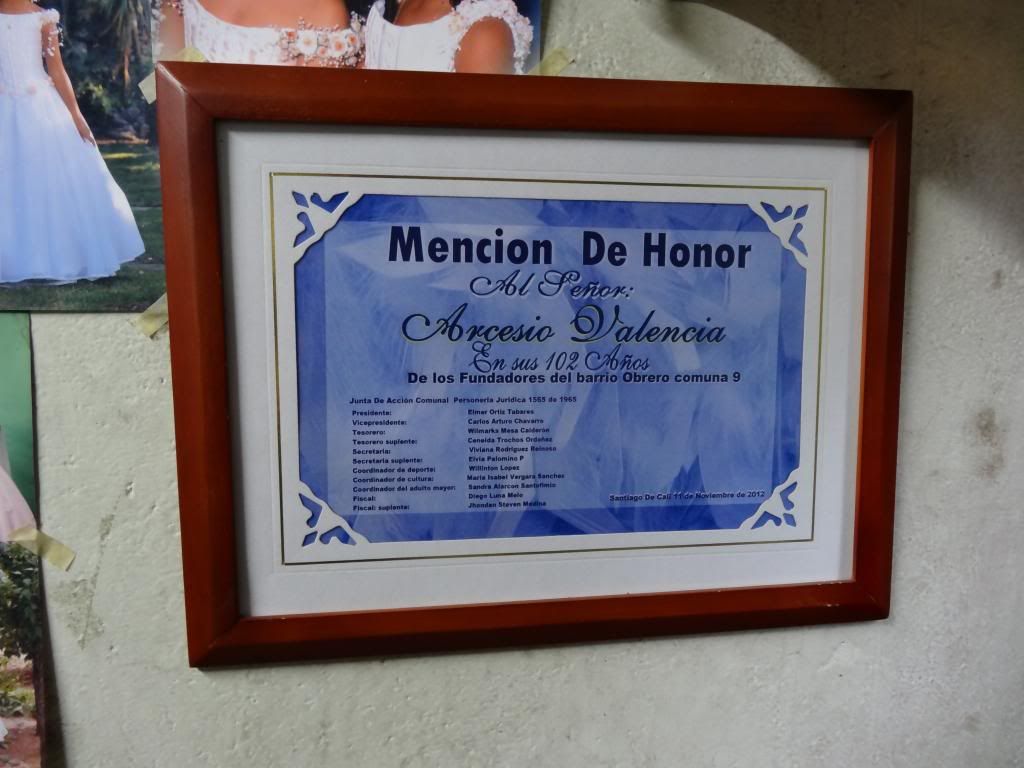 Mencion De Honor
Al Señor:
Arcesio Valencia
En sus 102 Años
De los Fundadores del barrio Obrero comuna 9
Junta De Acción Comunal Personeria Juridica 1565 de 1965
Presidente: Elmer Ortiz Tabares
Vicepresidente: Carlos Arturo Chavarro
Tesorero: Wilmarks Mesa Calderon
Tesorero suplente: Ceneida Trochos Ordoñez
Secretaria: Viviana Rodriguez Reinoso
Secretaria suplente: Elvia Palomino P
Coordinador de deporte: Willinton Lopez
Coordinador de cultura: Maria Isabel Vergara Sanches
Coordinador del adulto mayor: Sandra Alarcon Santofimio
Fiscal: Diego Luna Melo
Fiscal: suplente: Jhondan Steven Medina
Santiago De Cali 11 de Noviembre de 2012